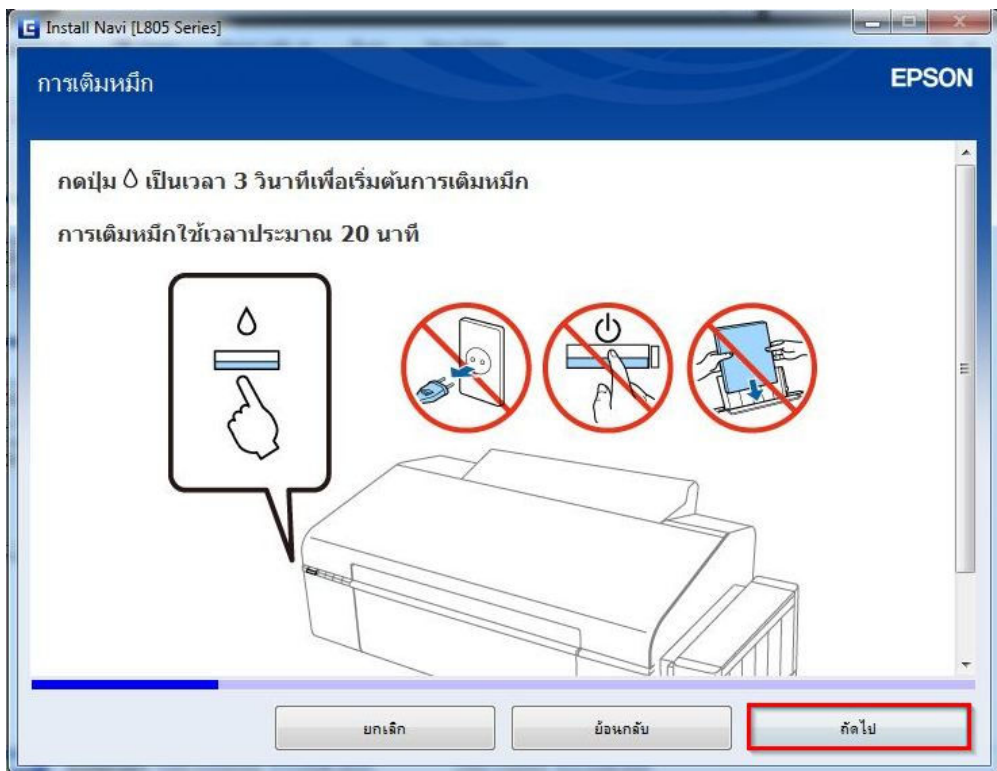 Install Navi [L805 Series]
การเติมหมึก
EPSON
กดปุ่ม เป็นเวลา 3 วินาทีเพื่อเริ่มต้นการเติมหมึก
การเติมหมึกใช้เวลาประมาณ 20 นาที
ยกเลิก
ย้อนกลับ
ถัดไป